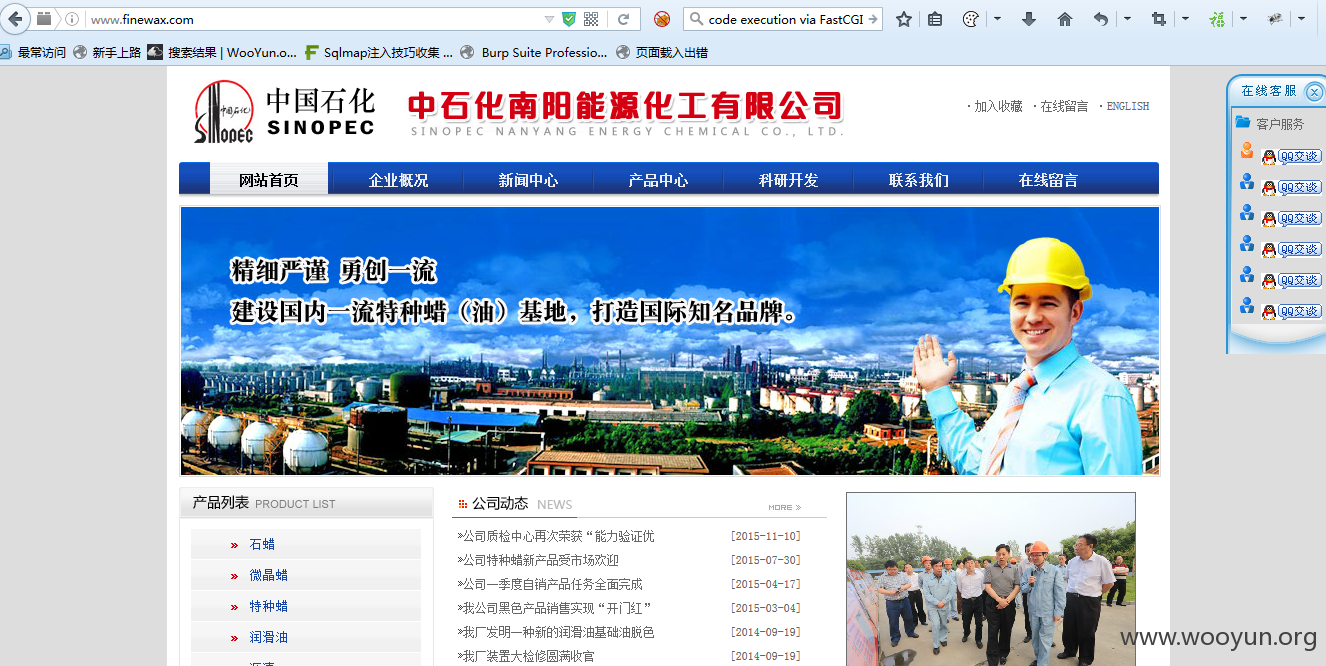 www.finewax.com
code execution via FastCGI
最常访问 新手上路 搜索结果 | WooYun.o... Sqlmap注入技巧收集 ... Burp Suite Professio... 页面载入出错
中国石化
SINOPEC
中石化南阳能源化工有限公司
SINOPEC NANYANG ENERGY CHEMICAL CO., LTD.
· 加入收藏 · 在线留言 · ENGLISH
网站首页 企业概况 新闻中心 产品中心 科研开发 联系我们 在线留言
精细严谨 勇创一流
建设国内一流特种蜡（油）基地，打造国际知名品牌。
在线客服
客户服务
QQ交谈
QQ交谈
QQ交谈
QQ交谈
QQ交谈
QQ交谈
产品列表 PRODUCT LIST
» 石蜡
» 微晶蜡
» 特种蜡
» 润滑油
公司动态 NEWS
MORE »
»公司质检中心再次荣获“能力验证优 [2015-11-10]
»公司特种蜡新产品受市场欢迎 [2015-07-30]
»公司一季度自销产品任务全面完成 [2015-04-17]
»我公司黑色产品销售实现“开门红” [2015-03-04]
»我厂发明一种新的润滑油基础油脱色 [2014-09-19]
»我厂装置大检修圆满收官 [2014-09-19]
www.wooyun.org